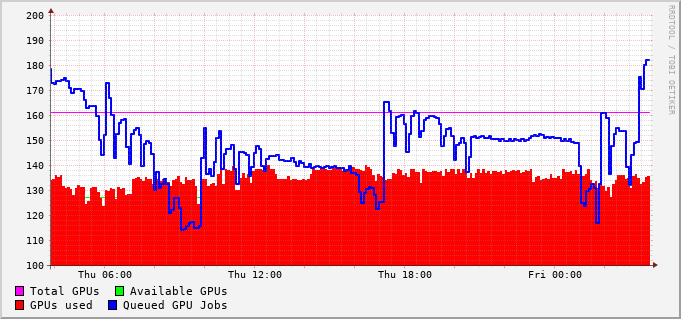 200
190
180
170
160
150
140
130
120
110
100
Thu 06:00 Thu 12:00 Thu 18:00 Fri 00:00
Total GPUs Available GPUs
GPUs used Queued GPU Jobs
RRDTOOL / TOBI OETIKER